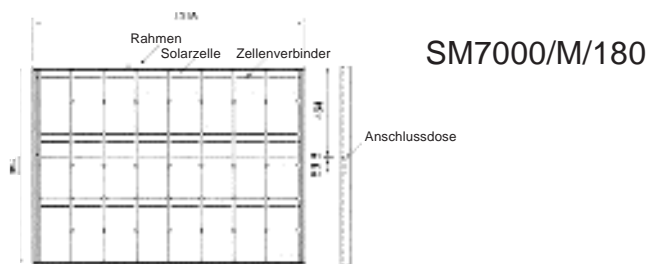 Rahmen
Solarzelle
Zellenverbinder
SM7000/M/180
Anschlussdose